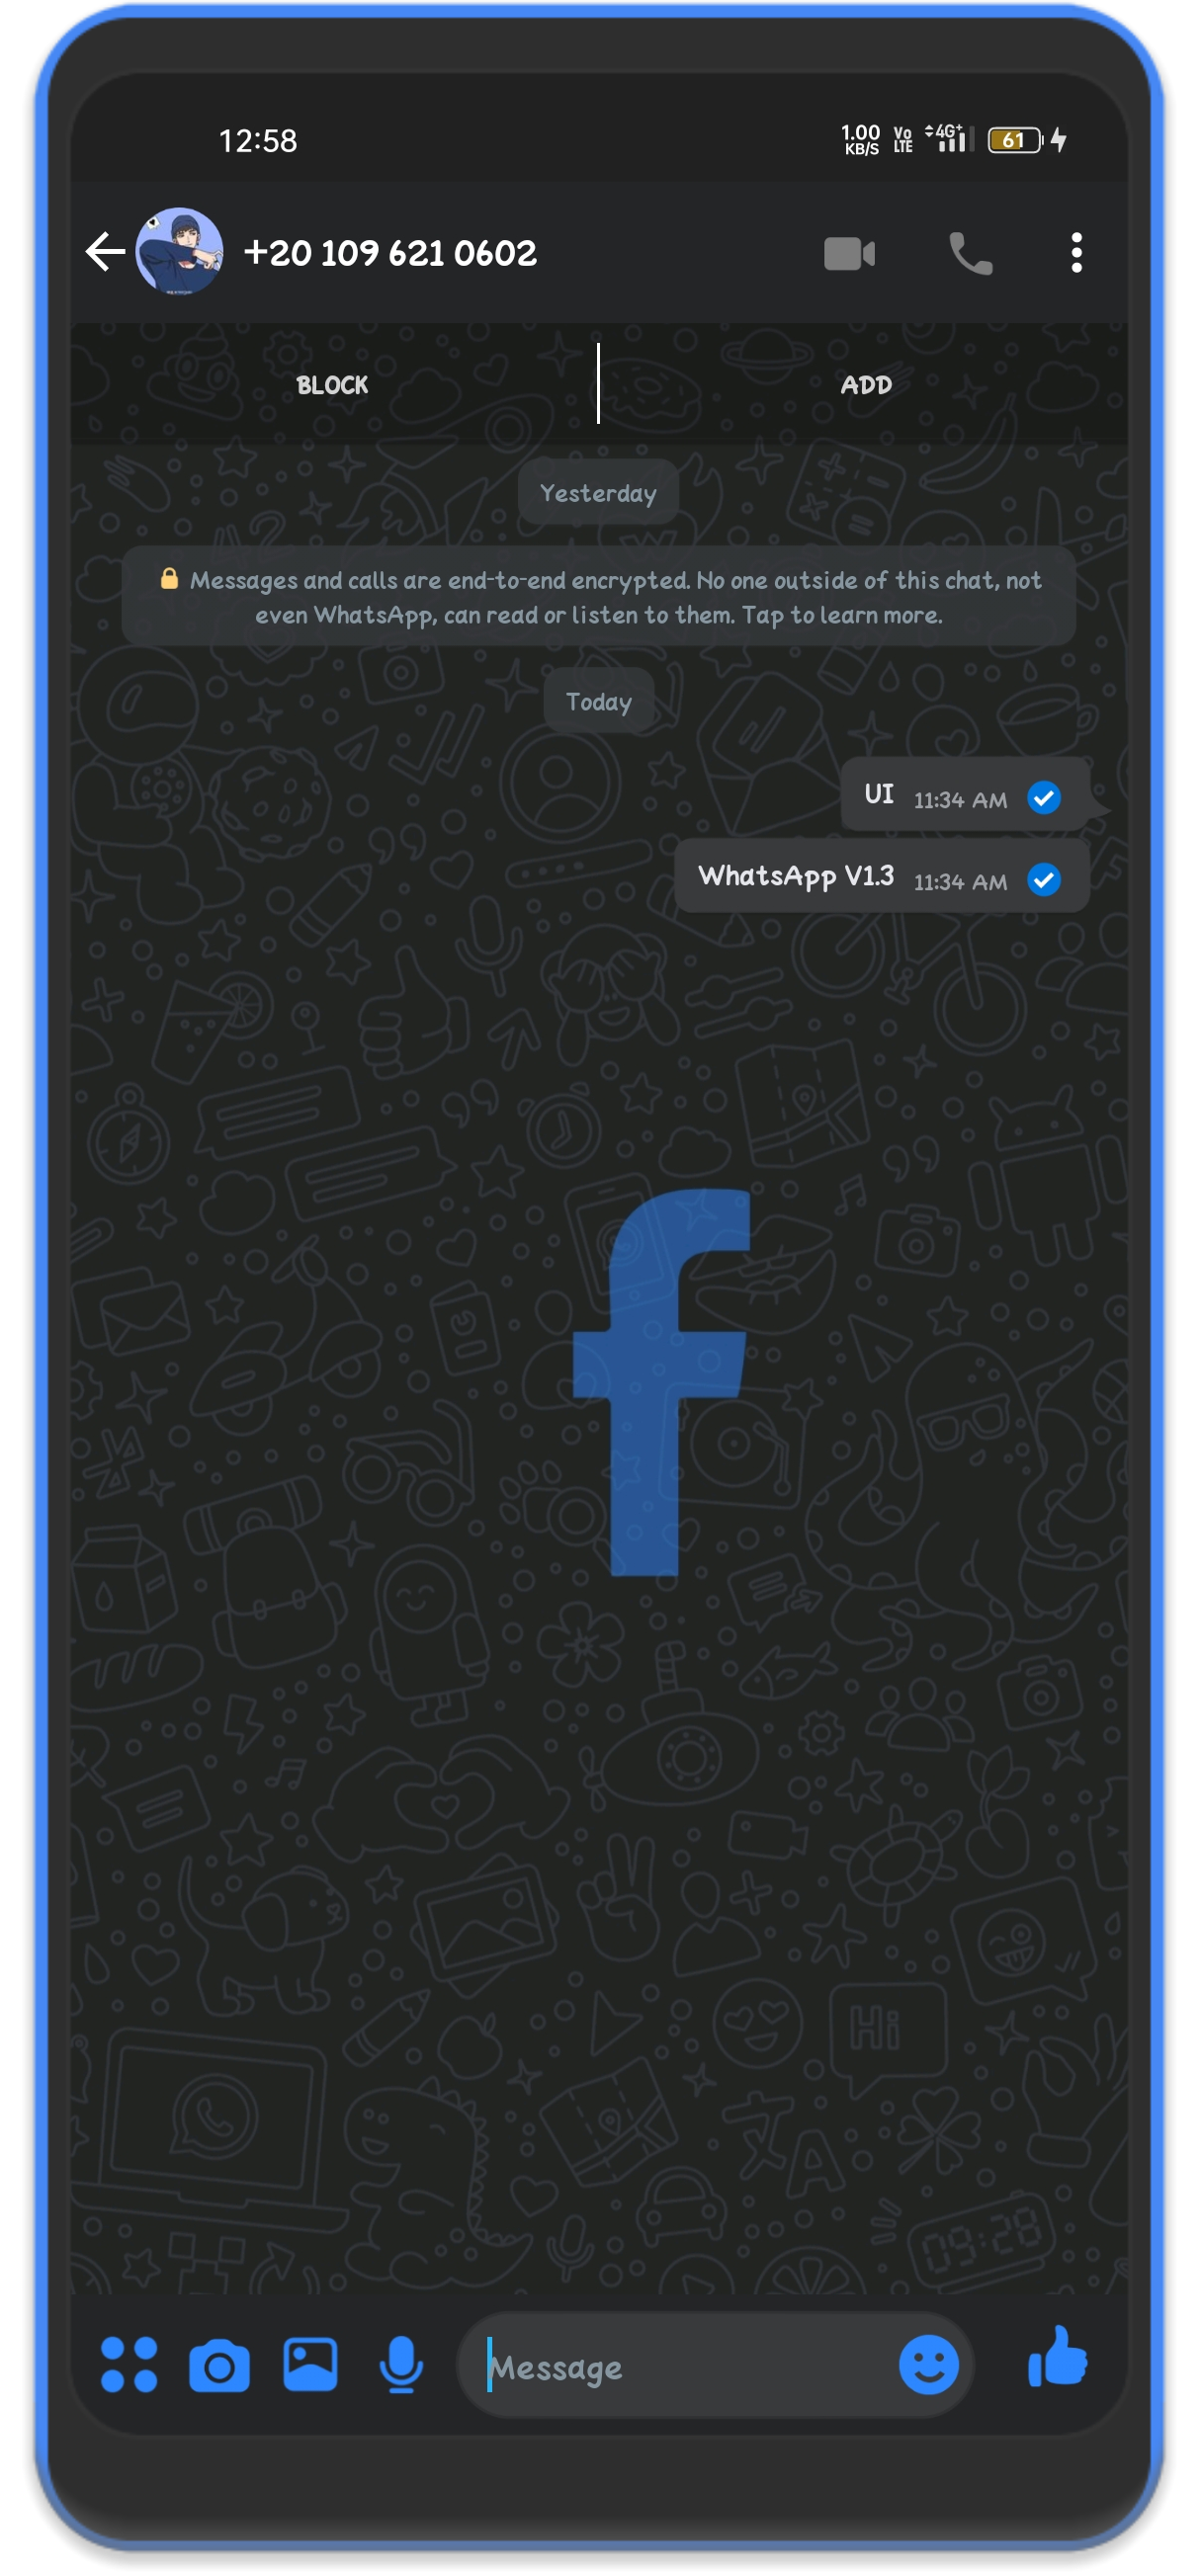 12:58
1.00 KB/S Vo LTE 4G+ 61
+20 109 621 0602
BLOCK
ADD
Yesterday
🔒 Messages and calls are end-to-end encrypted. No one outside of this chat, not
even WhatsApp, can read or listen to them. Tap to learn more.
Today
UI 11:34 AM
WhatsApp V1.3 11:34 AM
f
Hi
文A
09:28
Message